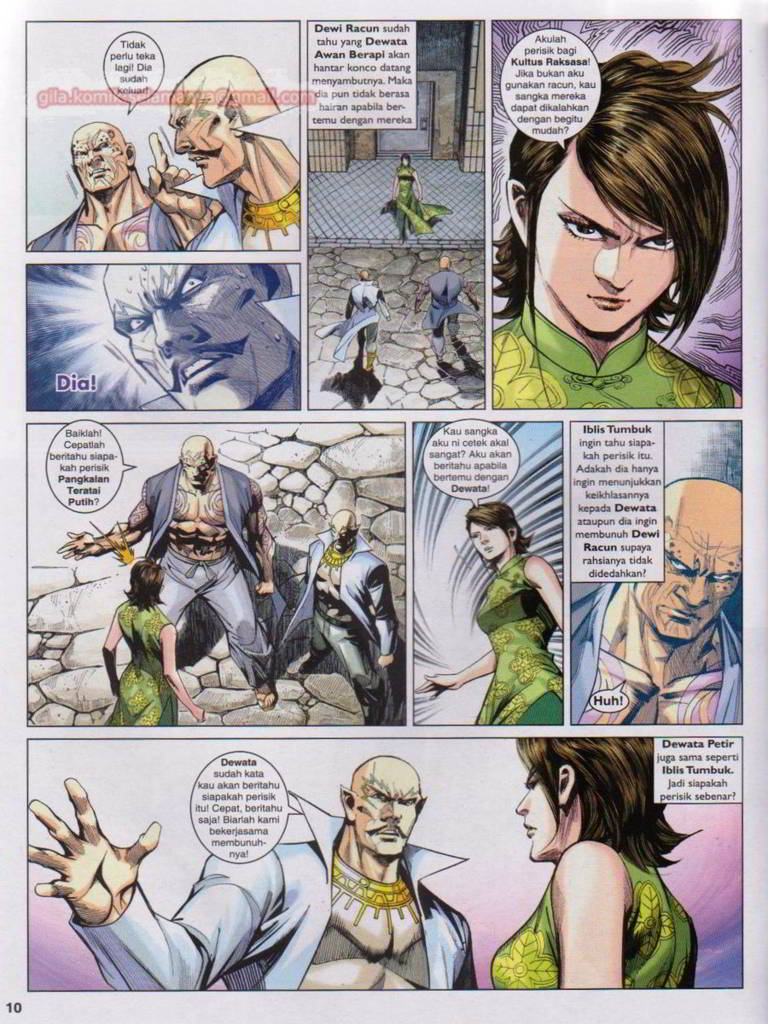 Tidak
perlu teka
lagi! Dia
sudah
keluar!
Dewi Racun sudah
tahu yang Dewata
Awan Berapi akan
hantar konco datang
menyambutnya. Maka
dia pun tidak berasa
hairan apabila ber-
temu dengan mereka
Akulah
perisik bagi
Kultus Raksasa!
Jika bukan aku
gunakan racun, kau
sangka mereka
dapat dikalahkan
dengan begitu
mudah?
Dia!
Baiklah!
Cepatlah
beritahu siapa-
kah perisik
Pangkalan
Teratai
Putih?
Kau sangka
aku ni cetek akal
sangat? Aku akan
beritahu apabila
bertemu dengan
Dewata!
Iblis Tumbuk
ingin tahu siapa-
kah perisik itu.
Adakah dia hanya
ingin menunjukkan
keikhlasannya
kepada Dewata
ataupun dia ingin
membunuh Dewi
Racun supaya
rahsianya tidak
didedahkan?
Huh!
Dewata
sudah kata
kau akan beritahu
siapakah perisik
itu! Cepat, beritahu
saja! Biarlah kami
bekerjasama
membunuh-
nya!
Dewata Petir
juga sama seperti
Iblis Tumbuk.
Jadi siapakah
perisik sebenar?
10